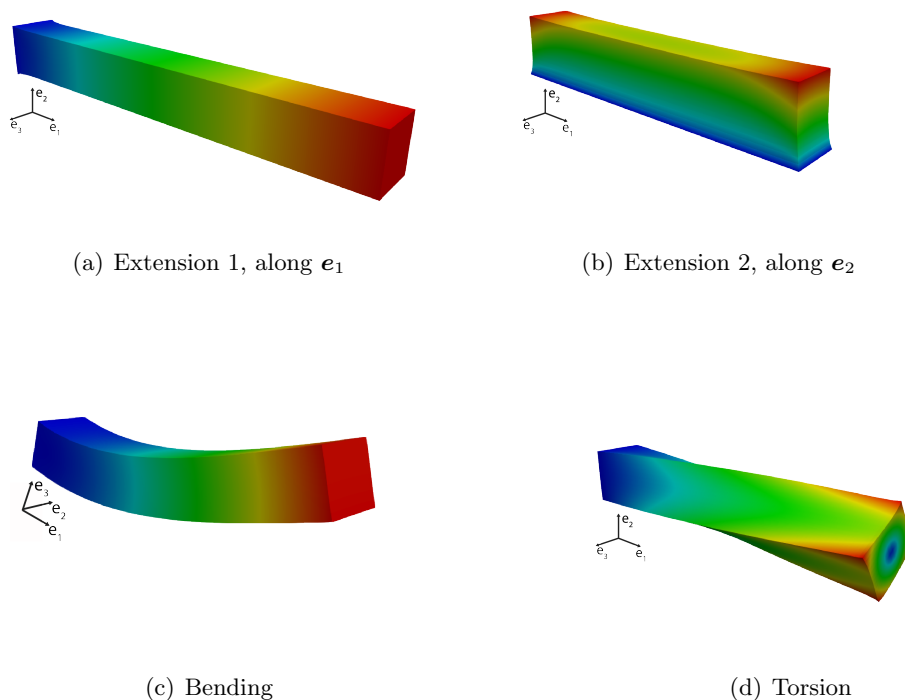 e₂
e₃ e₁
e₂
e₃ e₁
(a) Extension 1, along e₁
(b) Extension 2, along e₂
e₃
e₂
e₁
e₂
e₃ e₁
(c) Bending
(d) Torsion